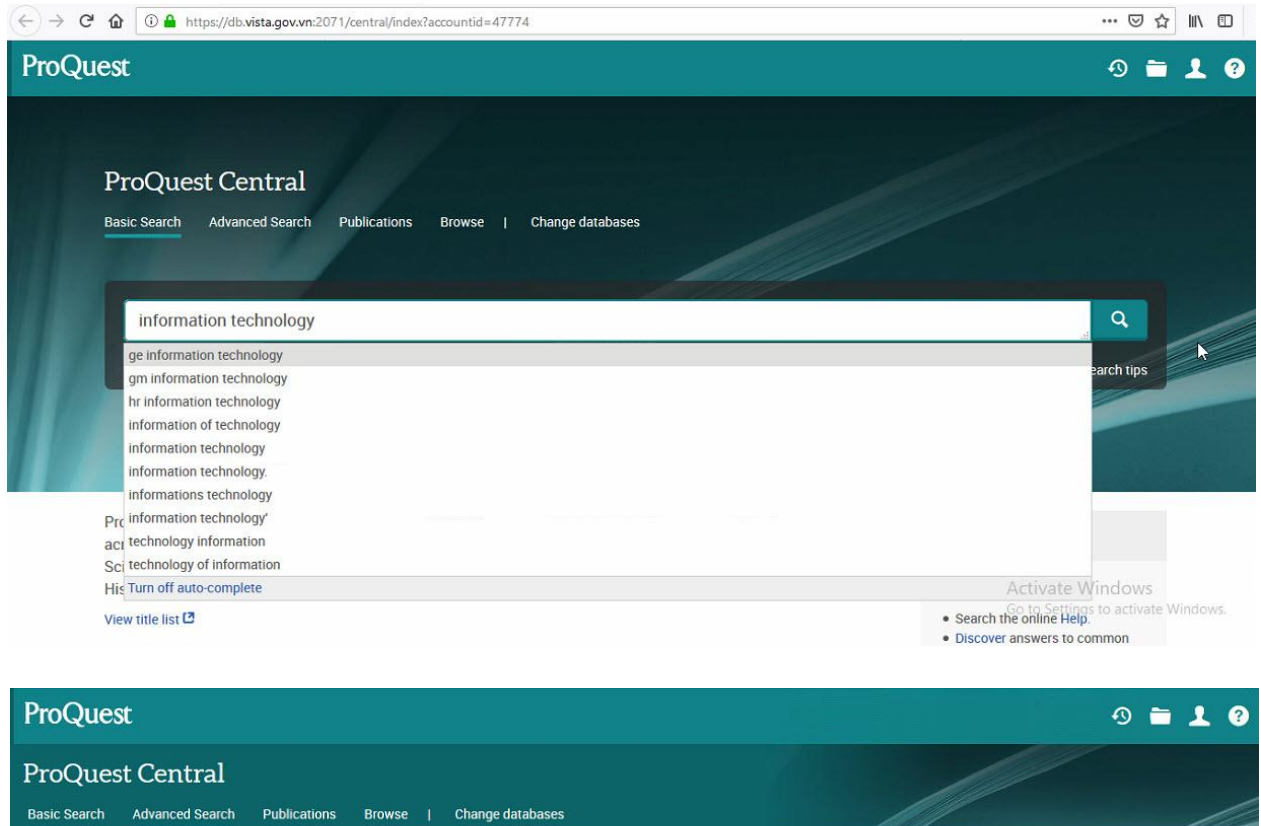 https://db.vista.gov.vn:2071/central/index?accountid=47774
ProQuest
ProQuest Central
Basic Search Advanced Search Publications Browse | Change databases
information technology
ge information technology
gm information technology
hr information technology
information of technology
information technology
information technology.
informations technology
information technology'
technology information
technology of information
Turn off auto-complete
earch tips
Pro
acr
Sci
His
View title list
Activate Windows
Go to Settings to activate Windows.
• Search the online Help.
• Discover answers to common
ProQuest
ProQuest Central
Basic Search Advanced Search Publications Browse | Change databases